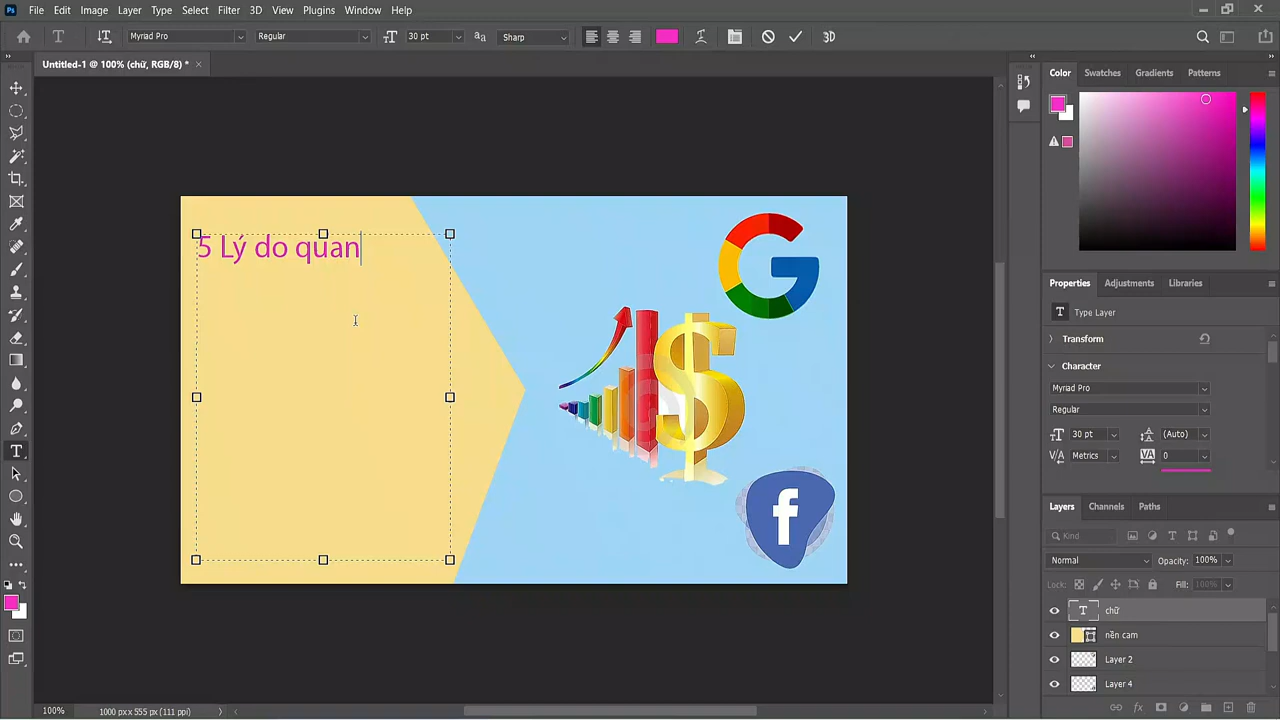 Ps File Edit Image Layer Type Select Filter 3D View Plugins Window Help
Myriad Pro Regular 30 pt Sharp 3D
Untitled-1 @ 100% (chữ, RGB/8) *
Color Swatches Gradients Patterns
5 Lý do quan
G
f
Properties Adjustments Libraries
T Type Layer
Transform
Character
Myriad Pro
Regular
30 pt (Auto)
Metrics 0
Layers Channels Paths
Kind
Normal Opacity: 100%
Lock: Fill: 100%
T chữ
nền cam
Layer 2
Layer 4
100% 1000 px x 555 px (111 ppi)